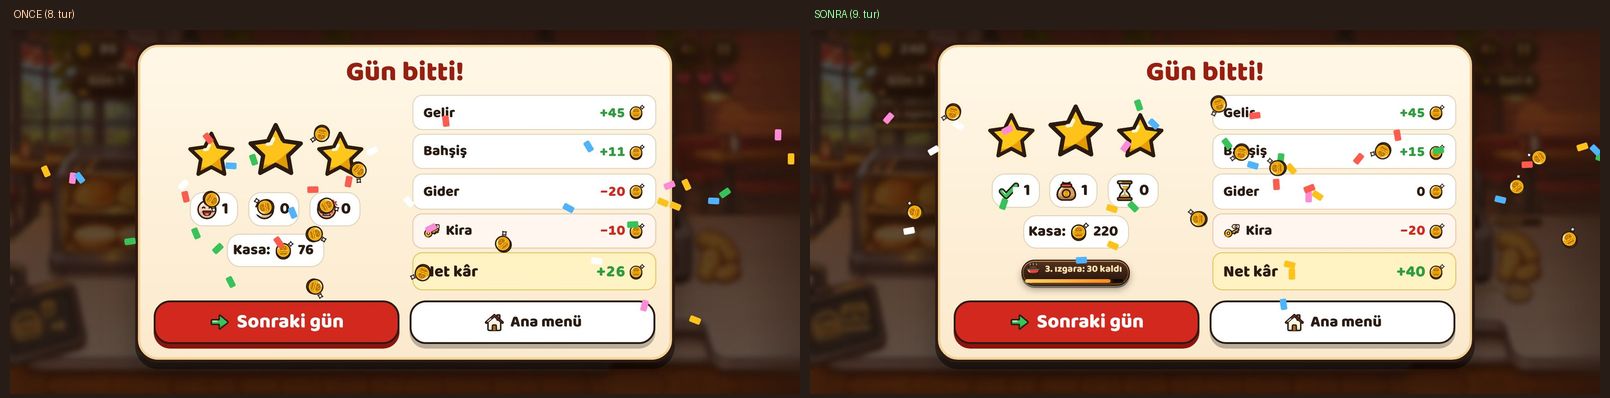 ONCE (8. tur)
Gün bitti!
Gelir +45
Bahşiş +11
Gider −20
Kira −10
Net kâr +26
1 0 0
Kasa: 76
Sonraki gün
Ana menü
SONRA (9. tur)
Gün bitti!
Gelir +45
Bahşiş +15
Gider 0
Kira −20
Net kâr +40
1 1 0
Kasa: 220
3. ızgara: 30 kaldı
Sonraki gün
Ana menü